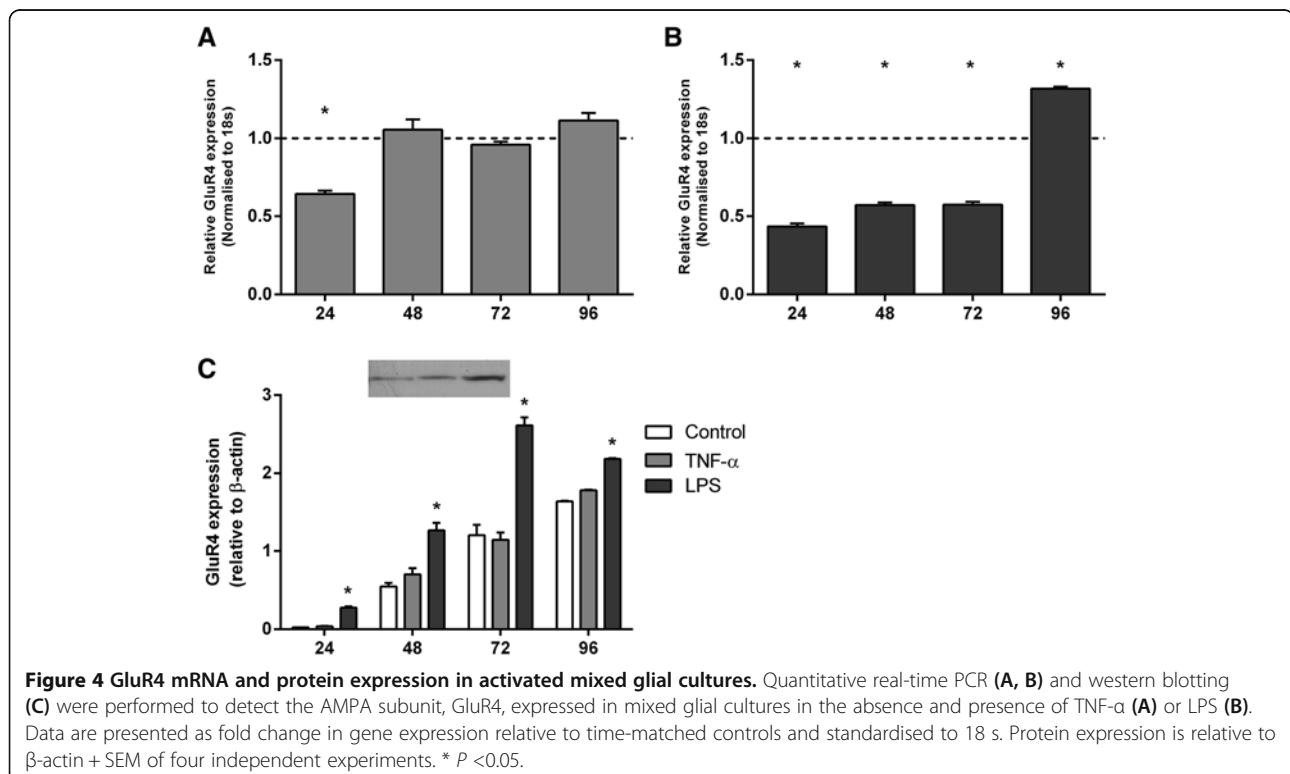 A
Relative GluR4 expression
(Normalised to 18s)
1.5
1.0
0.5
0.0
*
24 48 72 96
B
Relative GluR4 expression
(Normalised to 18s)
1.5
1.0
0.5
0.0
* * * *
24 48 72 96
C
GluR4 expression
(relative to β-actin)
3
2
1
0
* * * *
24 48 72 96
Control
TNF-α
LPS
Figure 4 GluR4 mRNA and protein expression in activated mixed glial cultures. Quantitative real-time PCR (A, B) and western blotting
(C) were performed to detect the AMPA subunit, GluR4, expressed in mixed glial cultures in the absence and presence of TNF-α (A) or LPS (B).
Data are presented as fold change in gene expression relative to time-matched controls and standardised to 18 s. Protein expression is relative to
β-actin + SEM of four independent experiments. * P <0.05.